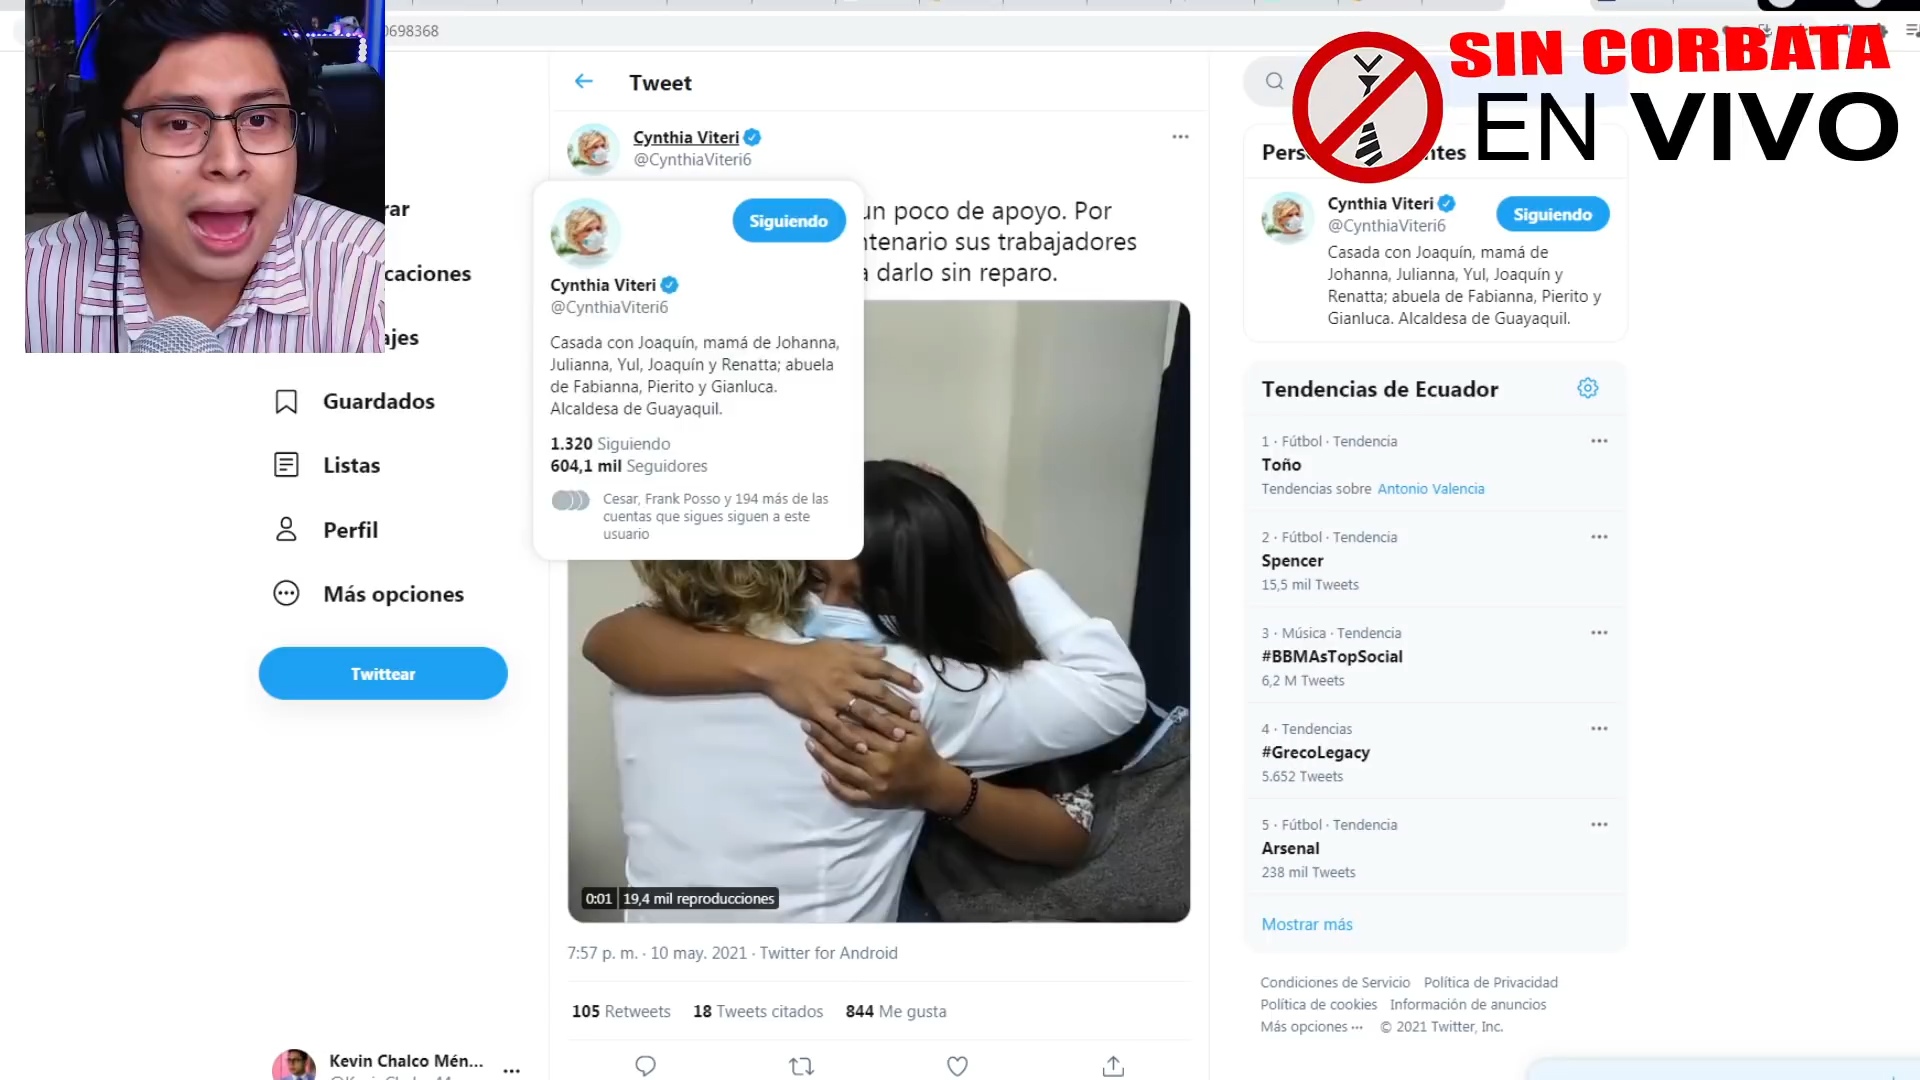 0698368
SIN CORBATA
EN VIVO
Tweet
Cynthia Viteri
@CynthiaViteri6
un poco de apoyo. Por
ntenario sus trabajadores
a darlo sin reparo.
Siguiendo
Cynthia Viteri
@CynthiaViteri6
Casada con Joaquín, mamá de Johanna,
Julianna, Yul, Joaquín y Renatta; abuela
de Fabianna, Pierito y Gianluca.
Alcaldesa de Guayaquil.
1.320 Siguiendo
604,1 mil Seguidores
Cesar, Frank Posso y 194 más de las
cuentas que sigues siguen a este
usuario
0:01 19,4 mil reproducciones
7:57 p. m. · 10 may. 2021 · Twitter for Android
105 Retweets 18 Tweets citados 844 Me gusta
rar
caciones
ajes
Guardados
Listas
Perfil
Más opciones
Twittear
Kevin Chalco Mén...
Pers
ntes
Cynthia Viteri
@CynthiaViteri6
Siguiendo
Casada con Joaquín, mamá de
Johanna, Julianna, Yul, Joaquín y
Renatta; abuela de Fabianna, Pierito y
Gianluca. Alcaldesa de Guayaquil.
Tendencias de Ecuador
1 · Fútbol · Tendencia
Toño
Tendencias sobre Antonio Valencia
2 · Fútbol · Tendencia
Spencer
15,5 mil Tweets
3 · Música · Tendencia
#BBMAsTopSocial
6,2 M Tweets
4 · Tendencias
#GrecoLegacy
5.652 Tweets
5 · Fútbol · Tendencia
Arsenal
238 mil Tweets
Mostrar más
Condiciones de Servicio Política de Privacidad
Política de cookies Información de anuncios
Más opciones ··· © 2021 Twitter, Inc.